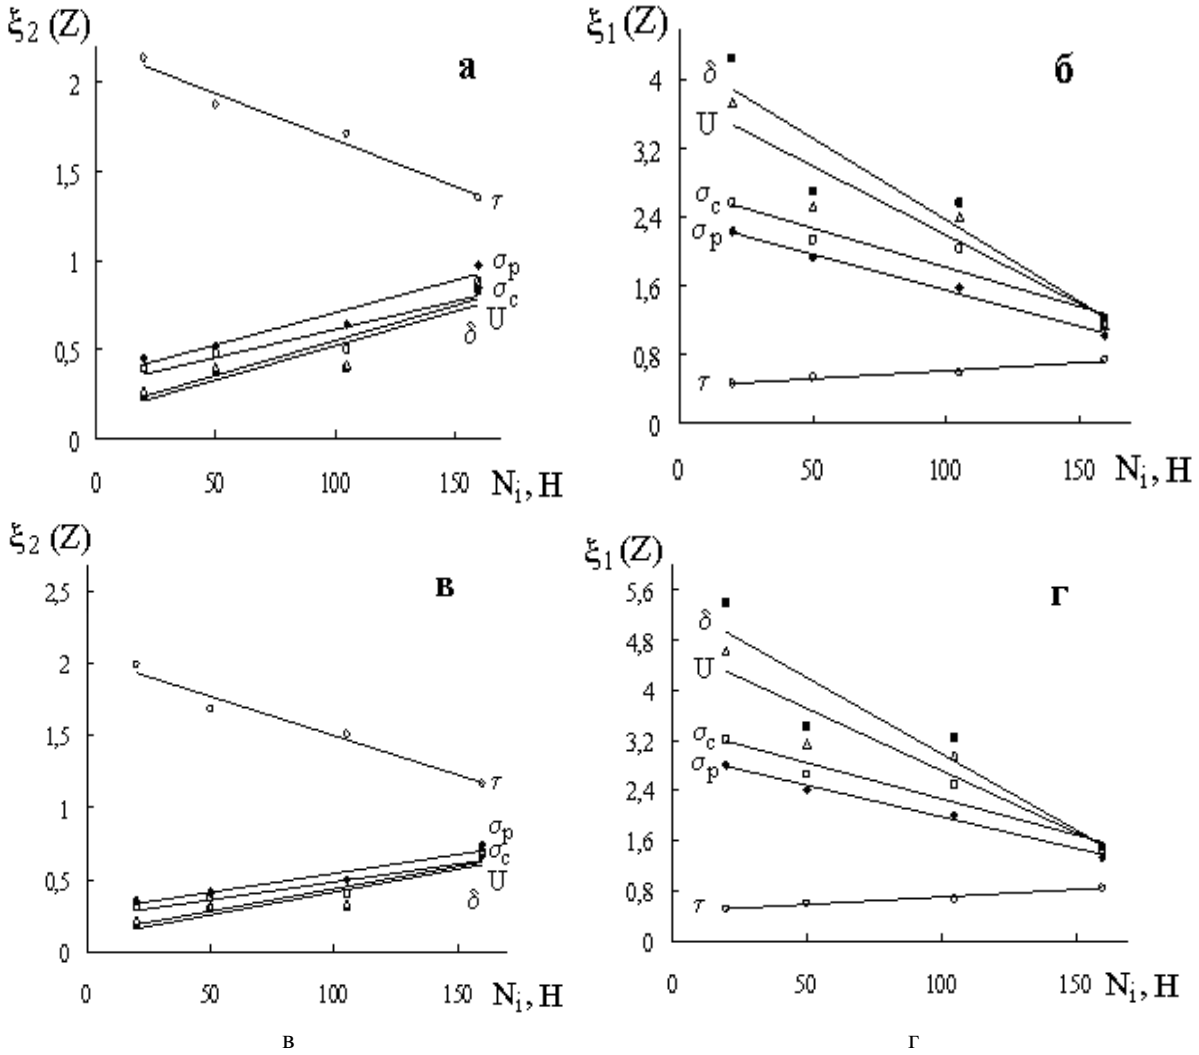 ξ₂ (Z)
а
2
1,5
1
0,5
0
τ
σp
σc
U
δ
0 50 100 150 Nᵢ, Н
ξ₁ (Z)
б
4
3,2
2,4
1,6
0,8
0
δ
U
σc
σp
τ
0 50 100 150 Nᵢ, Н
ξ₂ (Z)
в
2,5
2
1,5
1
0,5
0
τ
σp
σc
U
δ
0 50 100 150 Nᵢ, Н
ξ₁ (Z)
г
5,6
4,8
4
3,2
2,4
1,6
0,8
0
δ
U
σc
σp
τ
0 50 100 150 Nᵢ, Н
в г